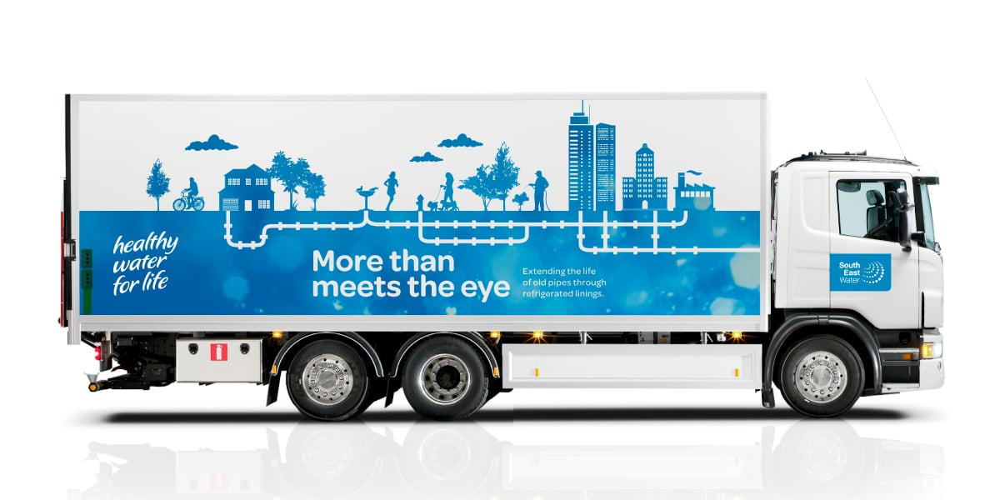 healthy
water
for life
More than
meets the eye
Extending the life
of old pipes through
refrigerated linings.
South
East
Water